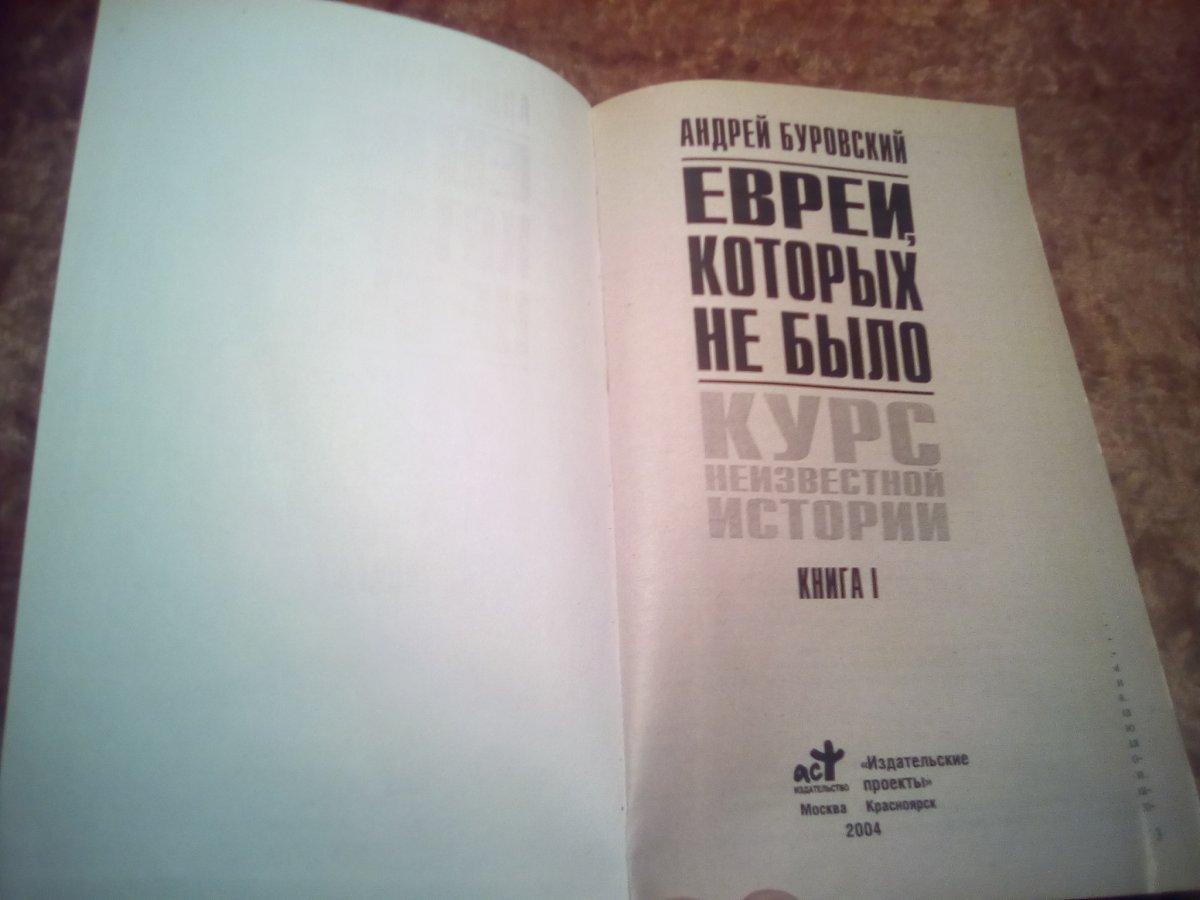 АНДРЕЙ БУРОВСКИЙ
ЕВРЕИ,
КОТОРЫХ
НЕ БЫЛО
КУРС
НЕИЗВЕСТНОЙ
ИСТОРИИ
КНИГА I
аст
ИЗДАТЕЛЬСТВО
«Издательские
проекты»
Москва Красноярск
2004